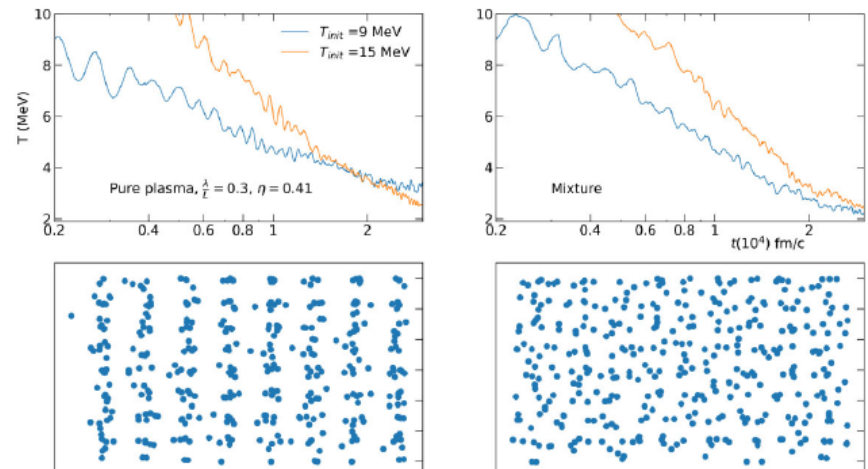 10
8
6
4
2
T (MeV)
T_init =9 MeV
T_init =15 MeV
Pure plasma, λ/L = 0.3, η = 0.41
0.2 0.4 0.6 0.8 1 2
10
8
6
4
2
Mixture
0.2 0.4 0.6 0.8 1 2
t(10⁴) fm/c